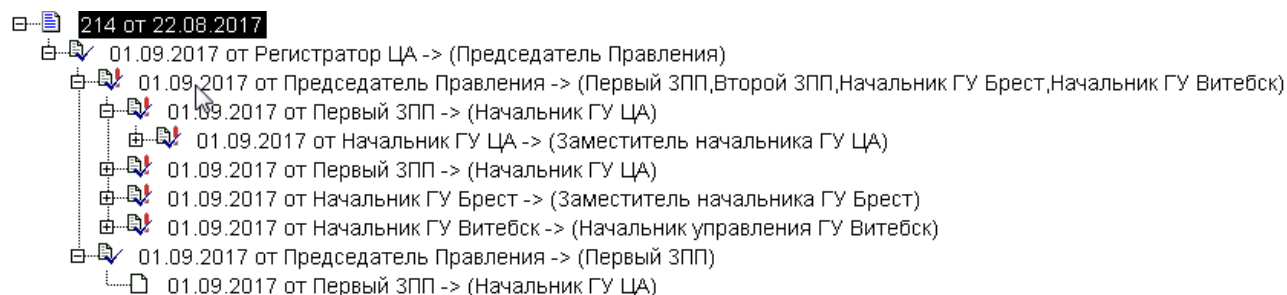 214 от 22.08.2017
01.09.2017 от Регистратор ЦА -> (Председатель Правления)
01.09.2017 от Председатель Правления -> (Первый ЗПП,Второй ЗПП,Начальник ГУ Брест,Начальник ГУ Витебск)
01.09.2017 от Первый ЗПП -> (Начальник ГУ ЦА)
01.09.2017 от Начальник ГУ ЦА -> (Заместитель начальника ГУ ЦА)
01.09.2017 от Первый ЗПП -> (Начальник ГУ ЦА)
01.09.2017 от Начальник ГУ Брест -> (Заместитель начальника ГУ Брест)
01.09.2017 от Начальник ГУ Витебск -> (Начальник управления ГУ Витебск)
01.09.2017 от Председатель Правления -> (Первый ЗПП)
01.09.2017 от Первый ЗПП -> (Начальник ГУ ЦА)